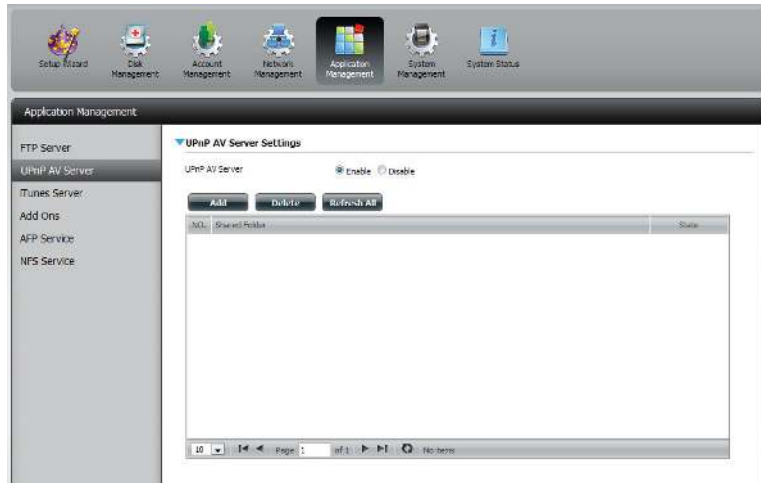 Setup Wizard
Disk
Management
Account
Management
Network
Management
Application
Management
System
Management
System Status
Application Management
FTP Server
UPnP AV Server
iTunes Server
Add Ons
AFP Service
NFS Service
UPnP AV Server Settings
UPnP AV Server Enable Disable
Add Delete Refresh All
NO. Shared Folder State
10 Page 1 of 1 No items